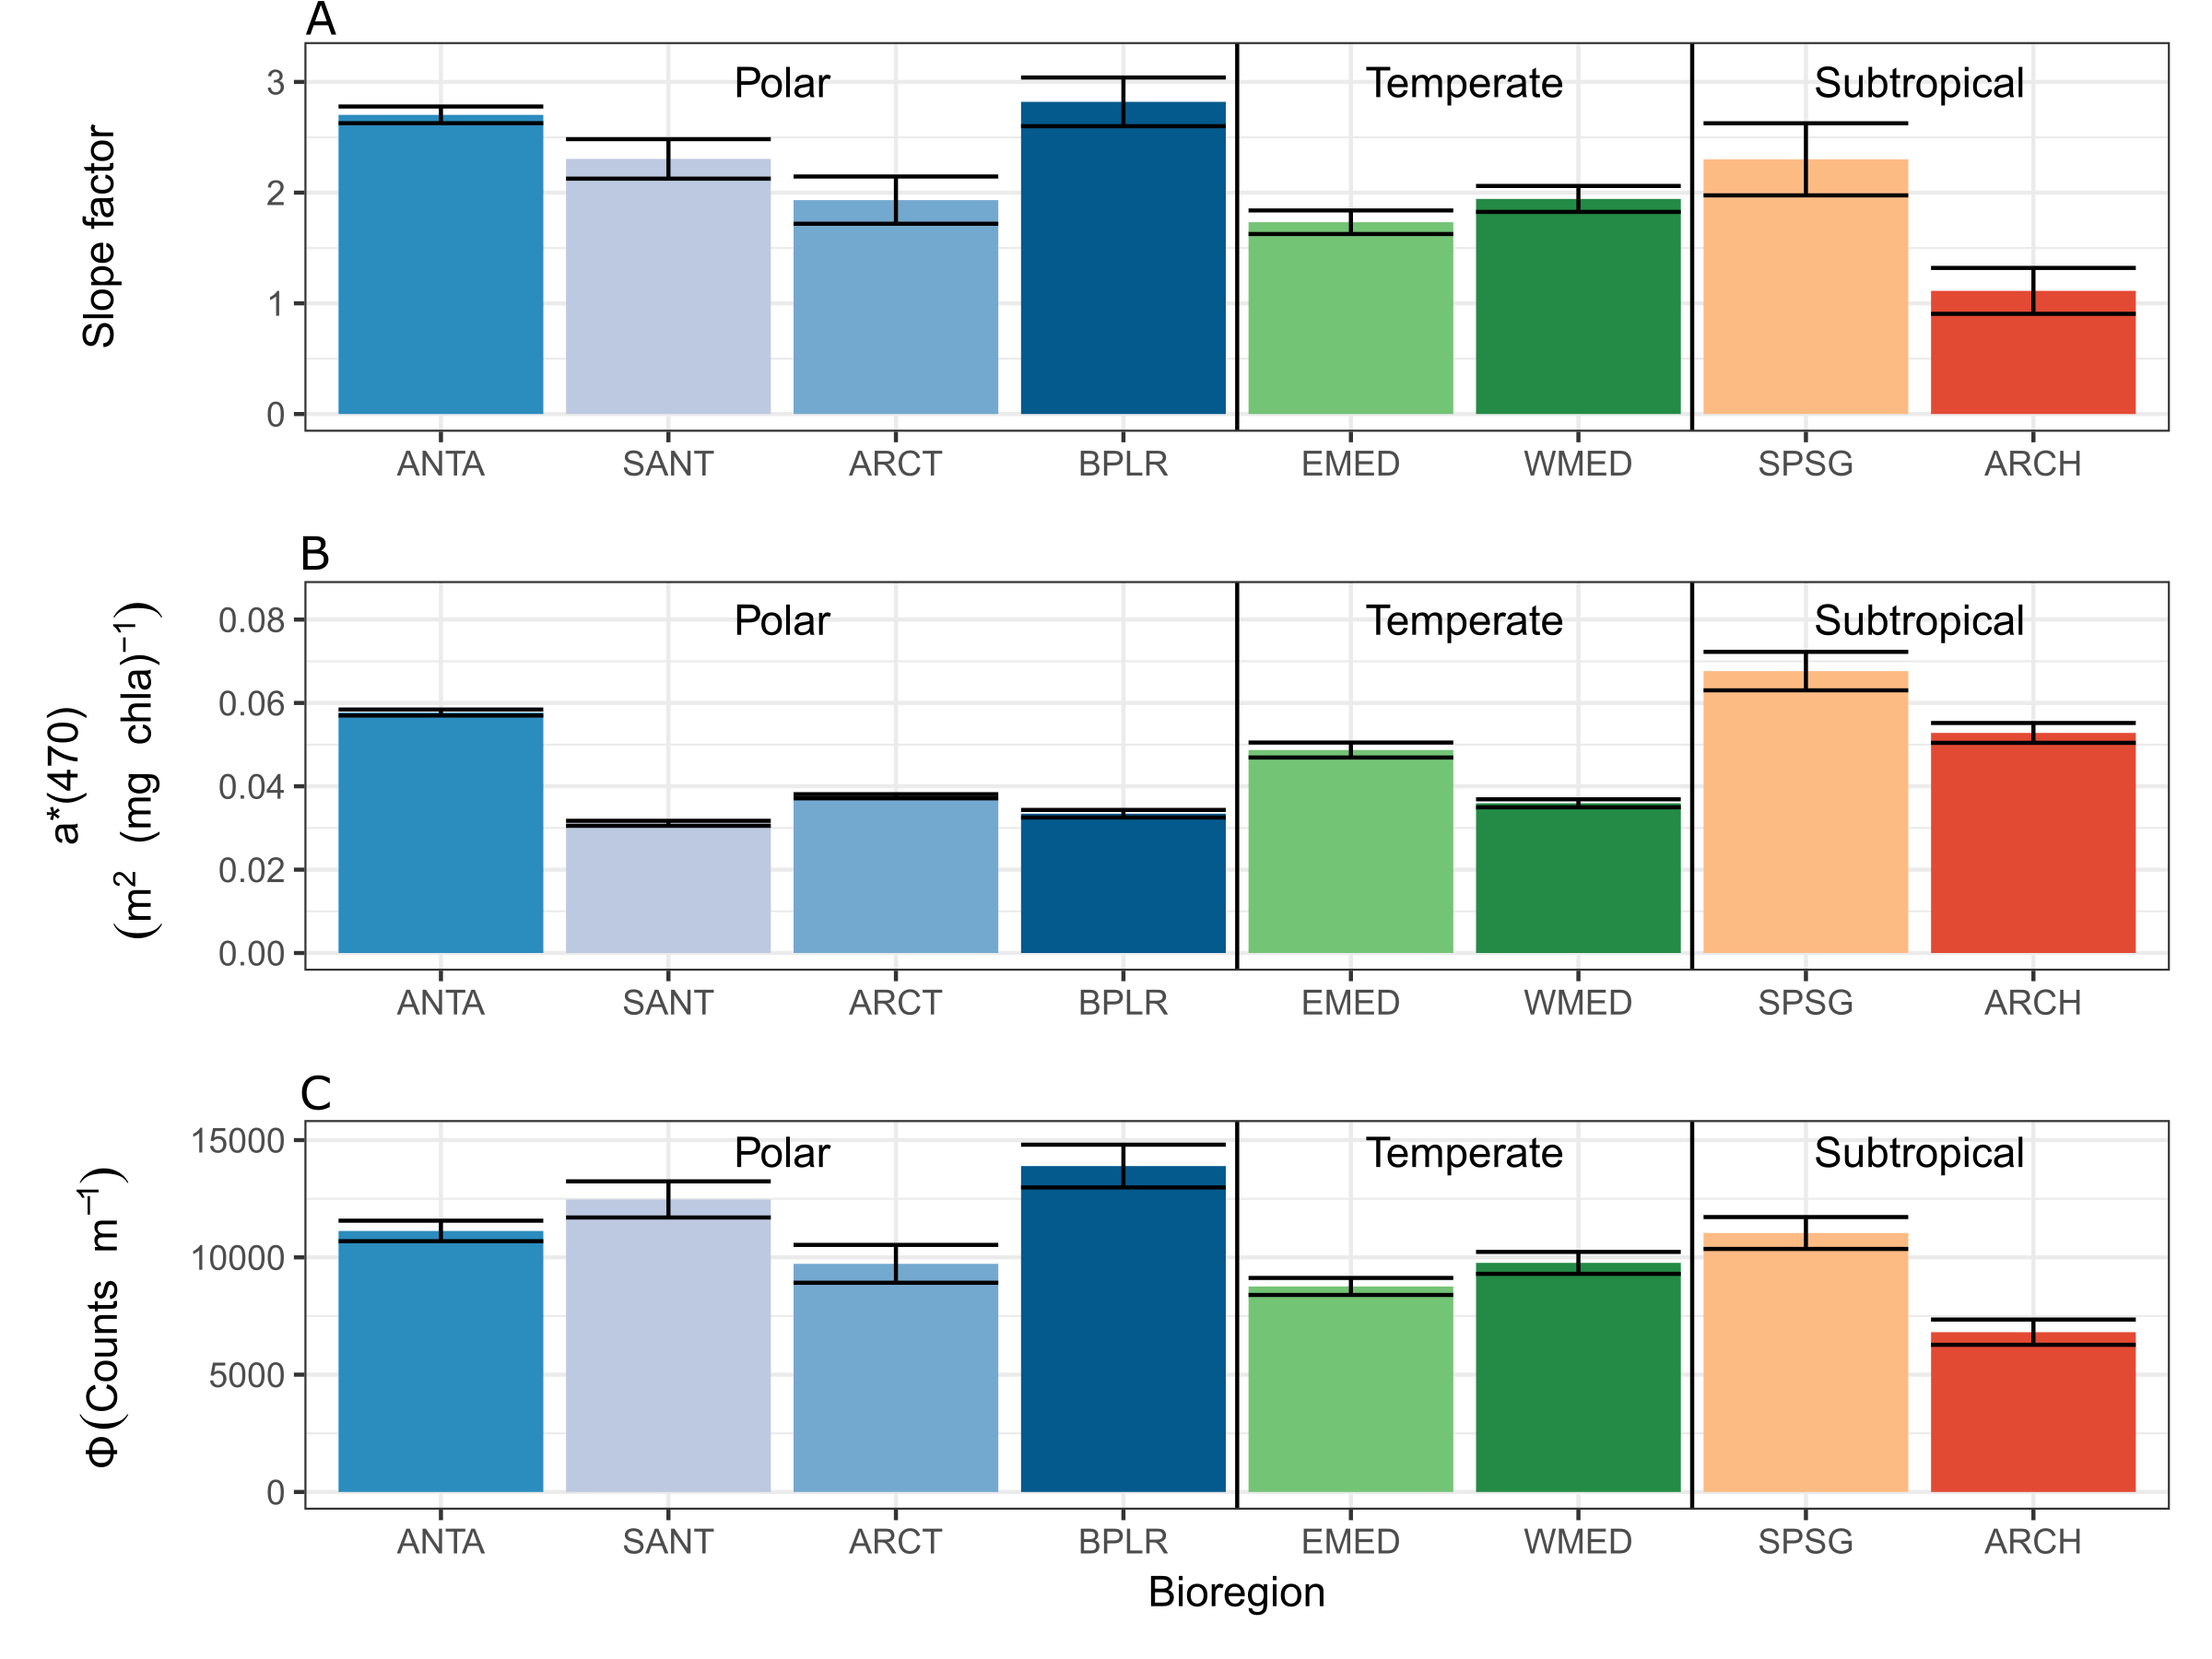 A
Slope factor
3
2
1
0
Polar
Temperate
Subtropical
ANTA SANT ARCT BPLR EMED WMED SPSG ARCH
B
a*(470)
(m² (mg chla)⁻¹)
0.08
0.06
0.04
0.02
0.00
Polar
Temperate
Subtropical
ANTA SANT ARCT BPLR EMED WMED SPSG ARCH
C
Φ(Counts m⁻¹)
15000
10000
5000
0
Polar
Temperate
Subtropical
ANTA SANT ARCT BPLR EMED WMED SPSG ARCH
Bioregion